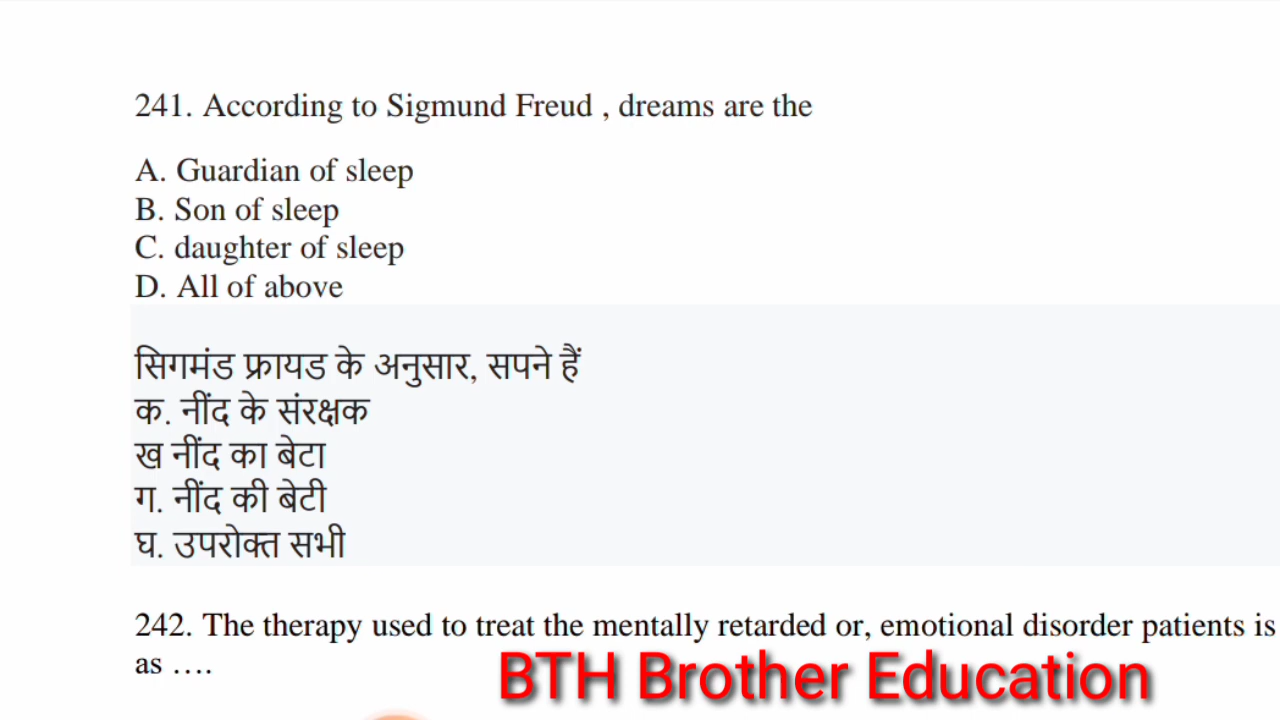 241. According to Sigmund Freud , dreams are the
A. Guardian of sleep
B. Son of sleep
C. daughter of sleep
D. All of above
सिगमंड फ्रायड के अनुसार, सपने हैं
क. नींद के संरक्षक
ख नींद का बेटा
ग. नींद की बेटी
घ. उपरोक्त सभी
242. The therapy used to treat the mentally retarded or, emotional disorder patients is
as ….
BTH Brother Education